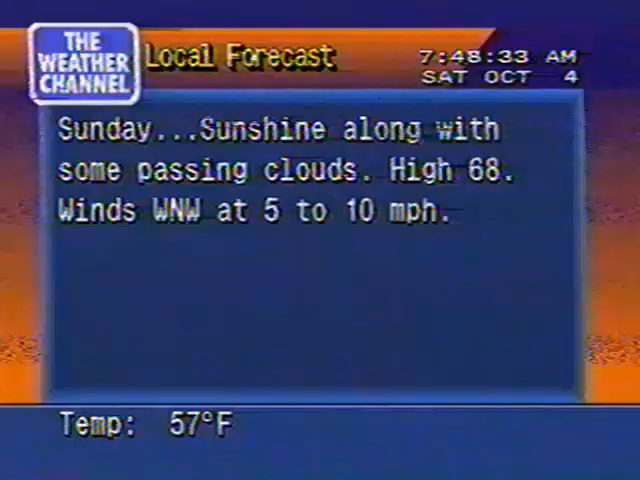 THE
WEATHER
CHANNEL
Local Forecast
7:48:33 AM
SAT OCT 4
Sunday...Sunshine along with
some passing clouds. High 68.
Winds WNW at 5 to 10 mph.
Temp: 57°F